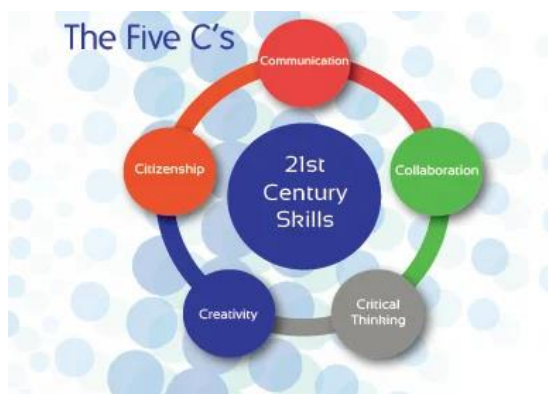 The Five C's
Communication
Citizenship
21st
Century
Skills
Collaboration
Creativity
Critical
Thinking